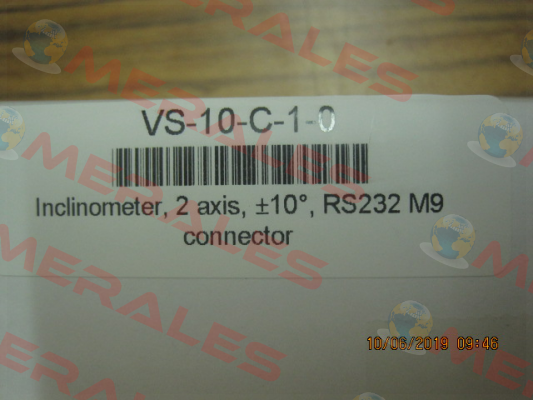 VS-10-C-1-0
Inclinometer, 2 axis, ±10°, RS232 M9
connector
MERALES
MERALES
MERALES
MERALES
10/06/2019 09:46